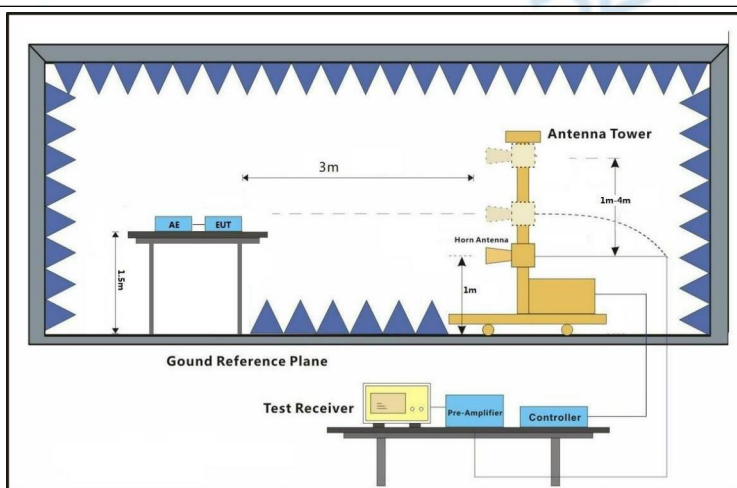 Antenna Tower
3m
1m-4m
AE
EUT
Horn Antenna
1.5m
1m
Gound Reference Plane
Test Receiver
Pre-Amplifier
Controller